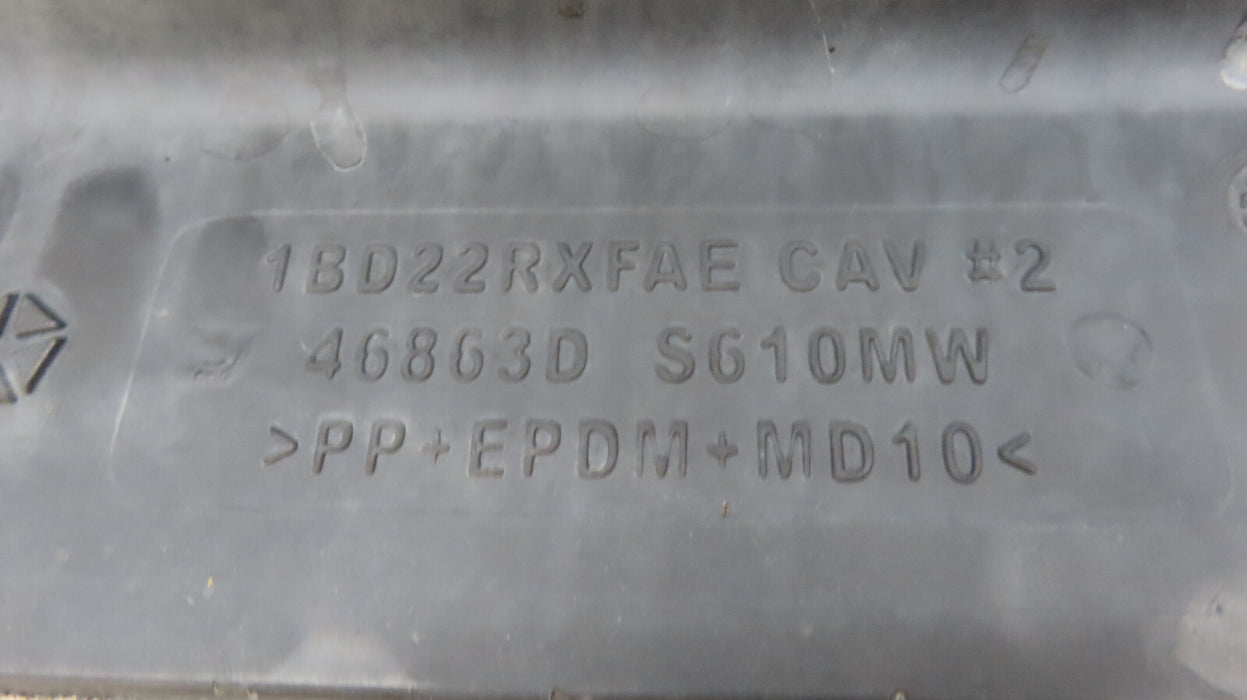 1BD22RXFAE CAV #2
46863D S610MW
>PP+EPDM+MD10<